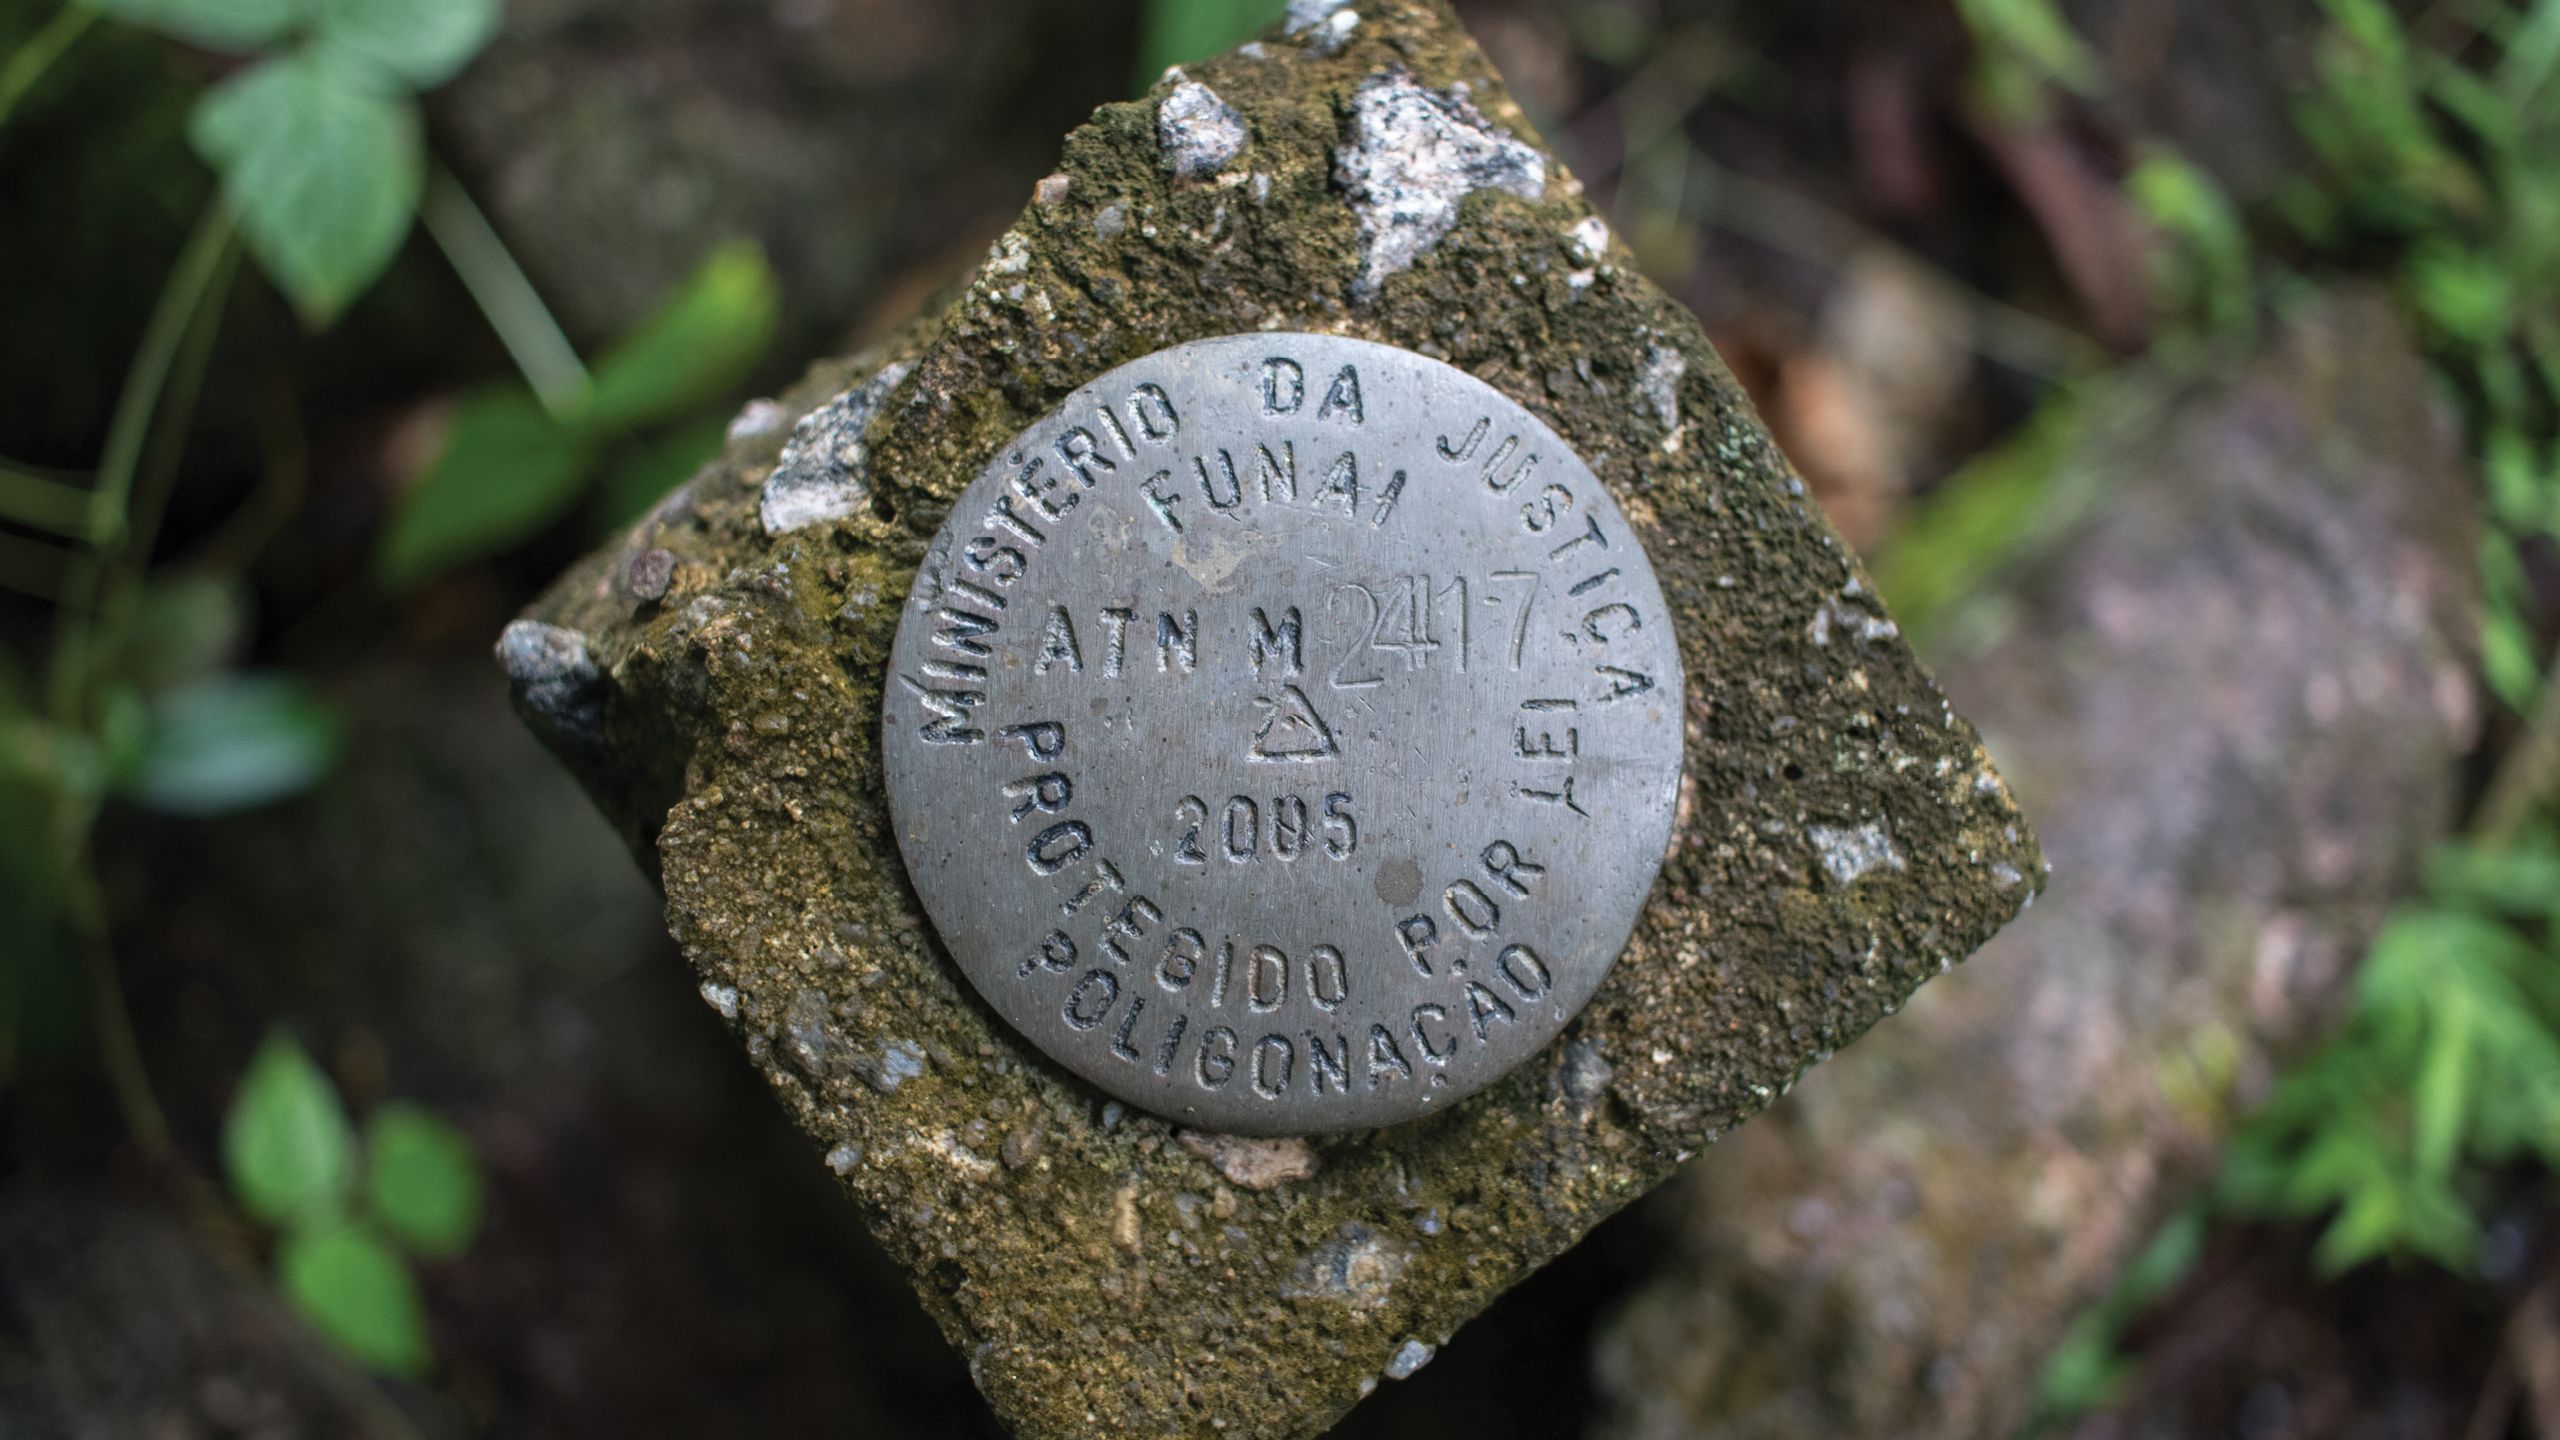 MINISTÉRIO DA JUSTIÇA
FUNAI
ATN M 2417
2005
PROTEGIDO POR LEI
POLIGONAÇÃO